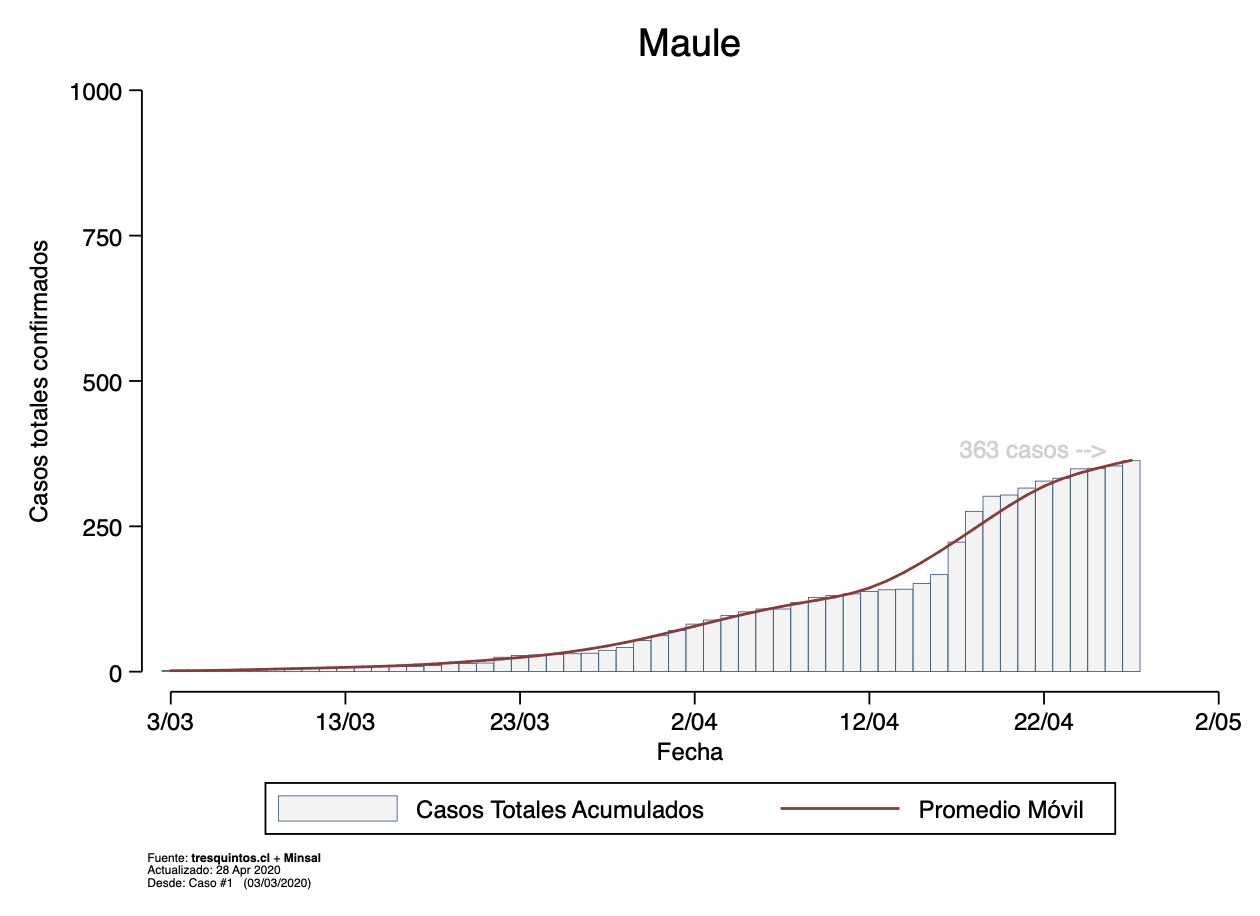 Maule
1000
750
500
250
0
Casos totales confirmados
363 casos -->
3/03 13/03 23/03 2/04 12/04 22/04 2/05
Fecha
Casos Totales Acumulados Promedio Móvil
Fuente: tresquintos.cl + Minsal
Actualizado: 28 Apr 2020
Desde: Caso #1 (03/03/2020)